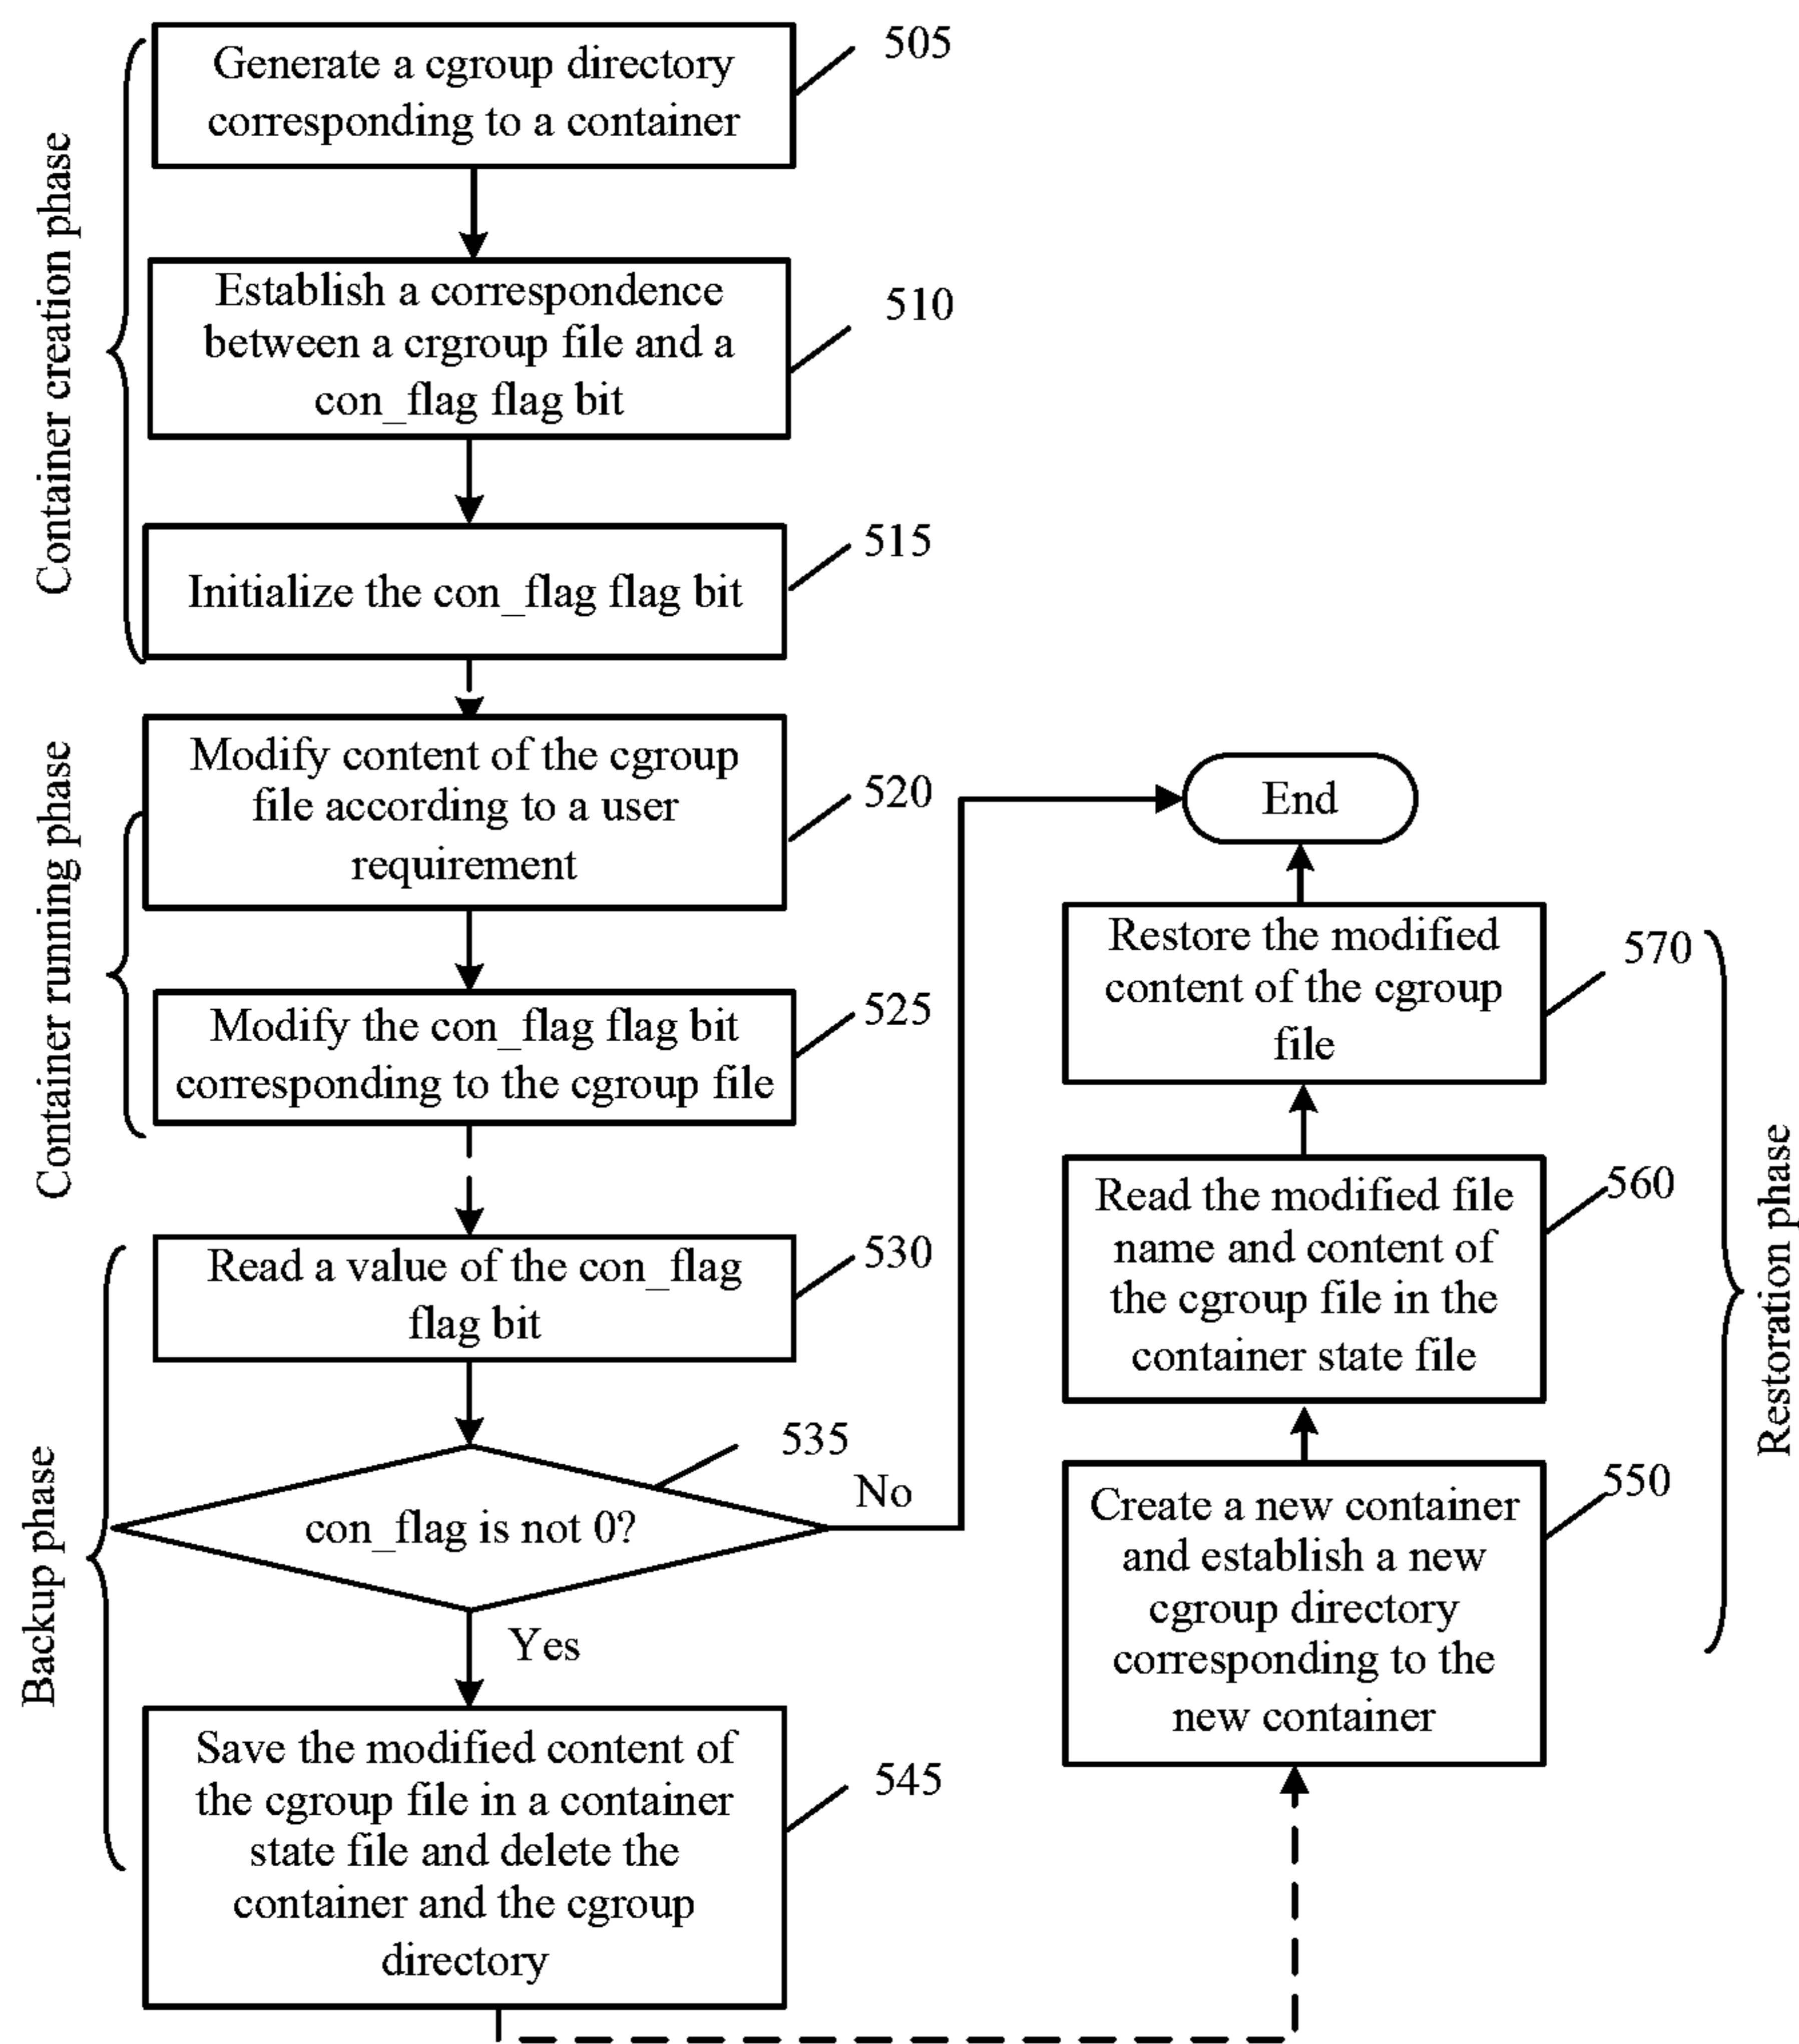 Container creation phase
Generate a cgroup directory
corresponding to a container
505
Establish a correspondence
between a crgroup file and a
con_flag flag bit
510
Initialize the con_flag flag bit
515
Container running phase
Modify content of the cgroup
file according to a user
requirement
520
Modify the con_flag flag bit
corresponding to the cgroup file
525
Backup phase
Read a value of the con_flag
flag bit
530
con_flag is not 0?
535
No
Yes
Save the modified content of
the cgroup file in a container
state file and delete the
container and the cgroup
directory
545
End
Restore the modified
content of the cgroup
file
570
Read the modified file
name and content of
the cgroup file in the
container state file
560
Create a new container
and establish a new
cgroup directory
corresponding to the
new container
550
Restoration phase